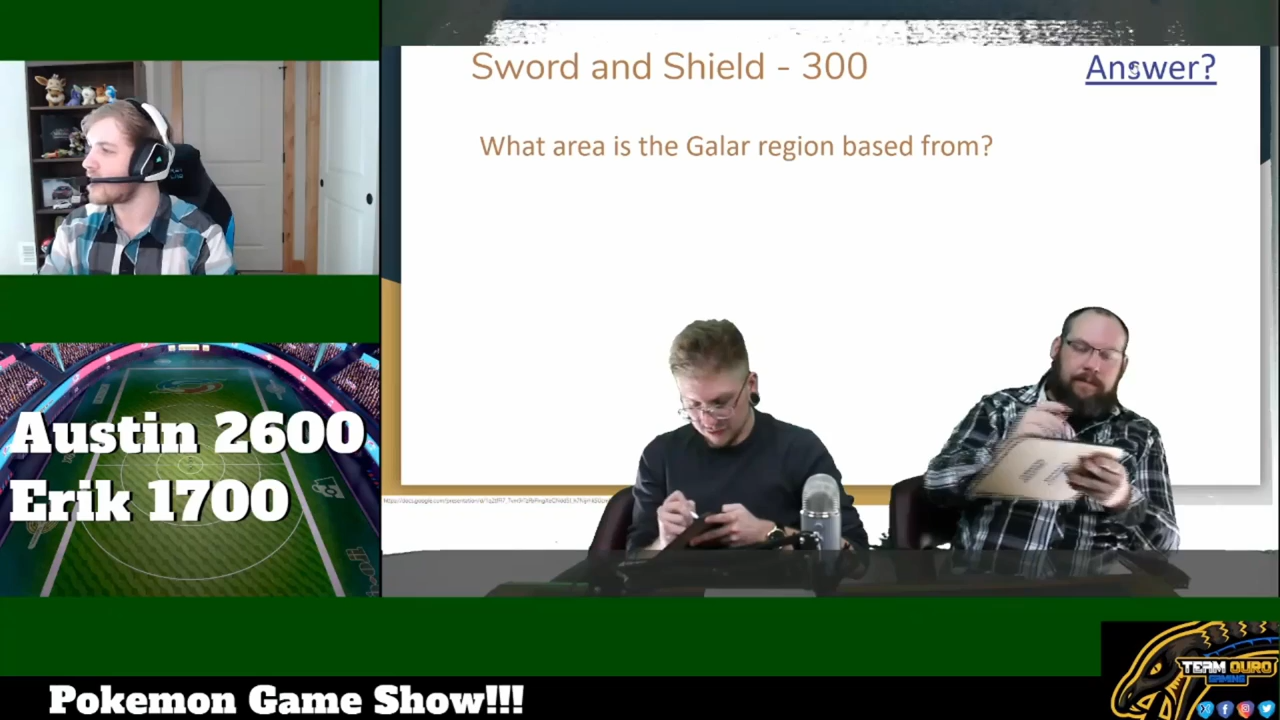 Sword and Shield - 300
Answer?
What area is the Galar region based from?
Austin 2600
Erik 1700
Pokemon Game Show!!!
TEAM OURO
GAMING